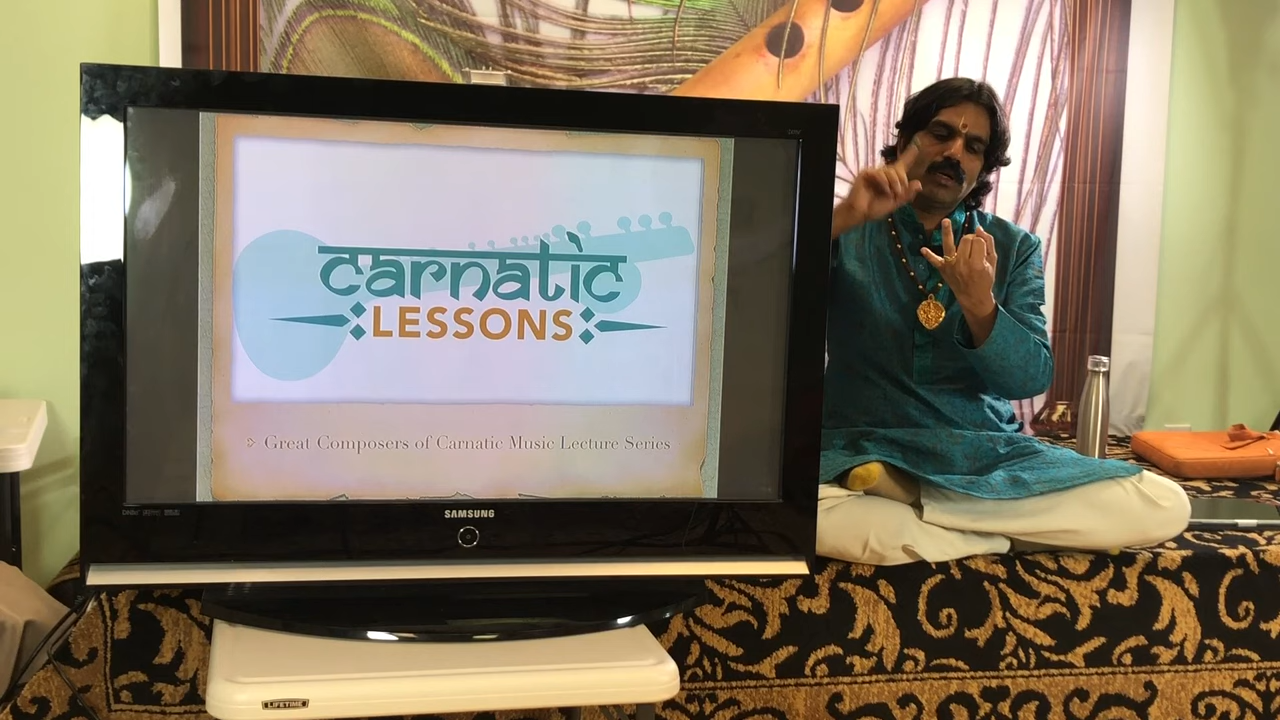 carnatic
LESSONS
Great Composers of Carnatic Music Lecture Series
SAMSUNG
LIFETIME